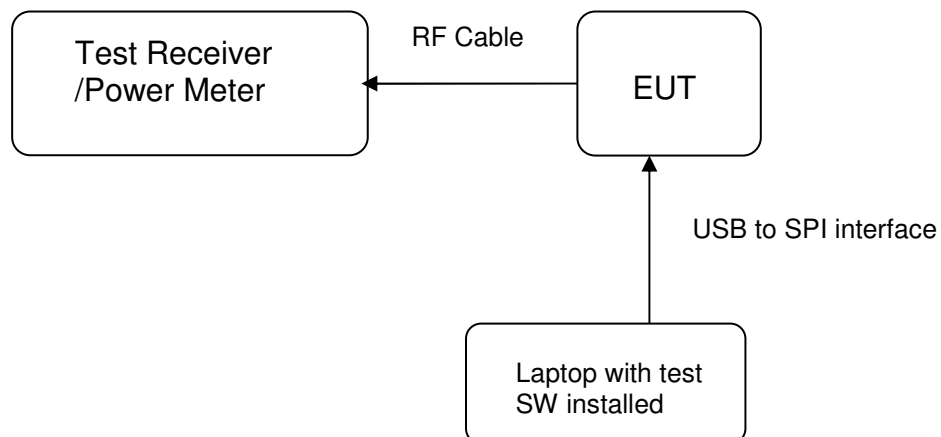 Test Receiver
/Power Meter
RF Cable
EUT
USB to SPI interface
Laptop with test
SW installed